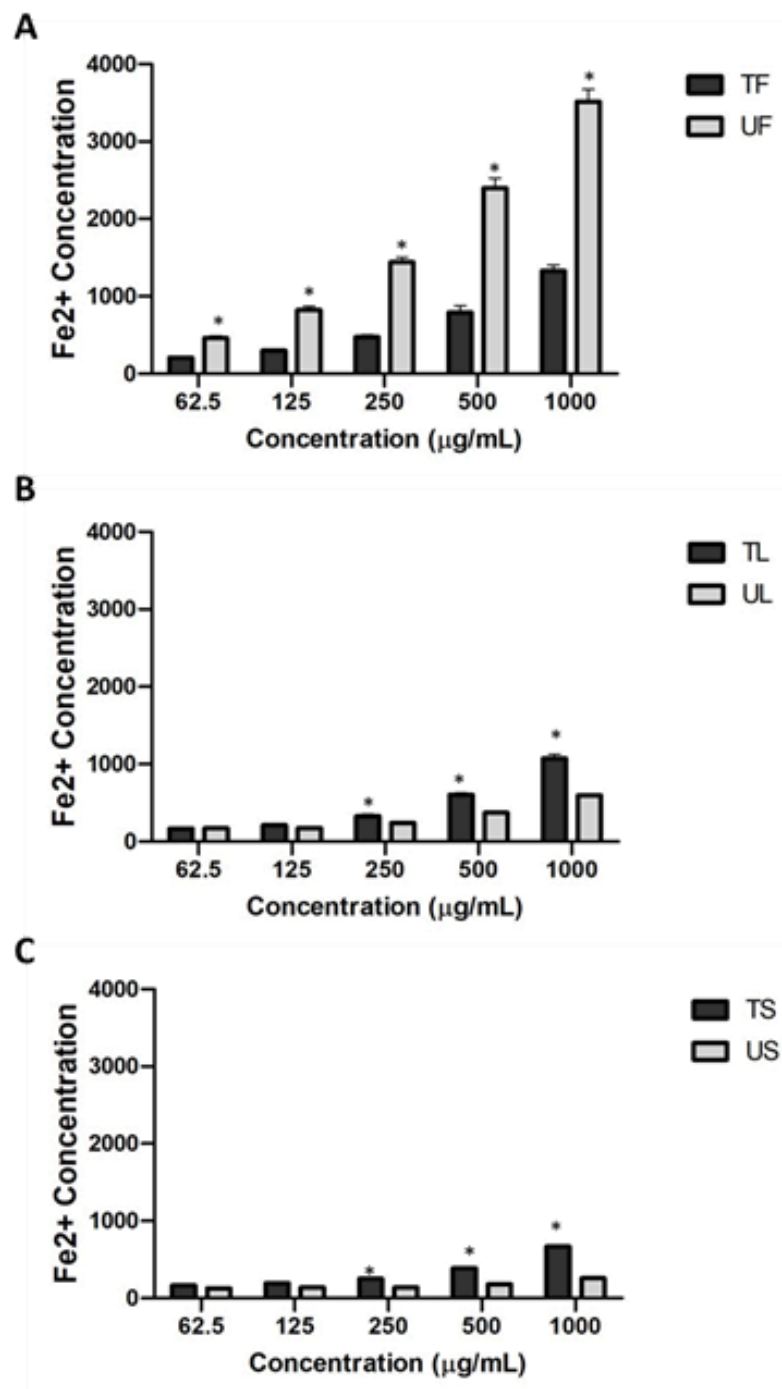 A
4000
3000
2000
1000
0
Fe2+ Concentration
* * * * *
62.5 125 250 500 1000
Concentration (μg/mL)
TF
UF
B
4000
3000
2000
1000
0
Fe2+ Concentration
* * *
62.5 125 250 500 1000
Concentration (μg/mL)
TL
UL
C
4000
3000
2000
1000
0
Fe2+ Concentration
* * *
62.5 125 250 500 1000
Concentration (μg/mL)
TS
US